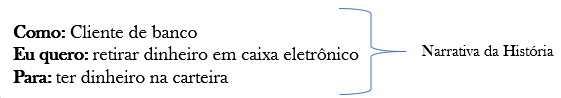 Como: Cliente de banco
Eu quero: retirar dinheiro em caixa eletrônico
Narrativa da História
Para: ter dinheiro na carteira